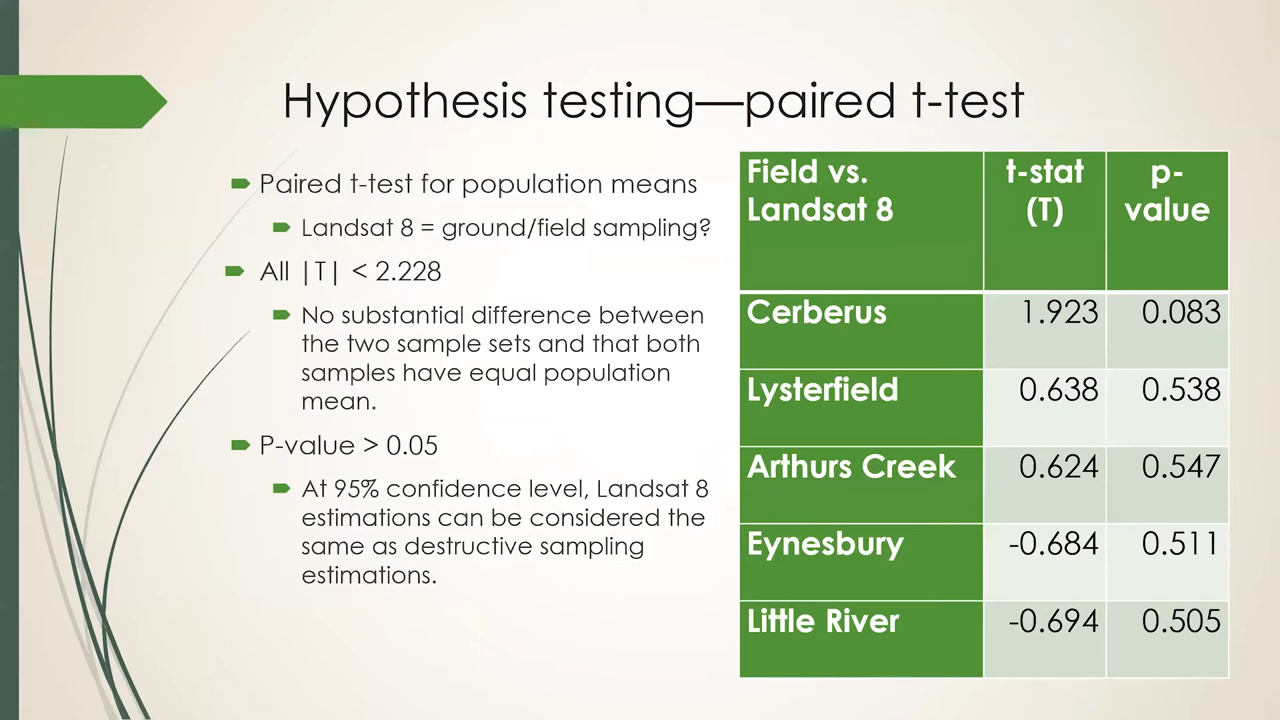 Hypothesis testing—paired t-test
Paired t-test for population means
Landsat 8 = ground/field sampling?
All |T| < 2.228
No substantial difference between
the two sample sets and that both
samples have equal population
mean.
P-value > 0.05
At 95% confidence level, Landsat 8
estimations can be considered the
same as destructive sampling
estimations.
Field vs. Landsat 8 t-stat (T) p-value
Cerberus 1.923 0.083
Lysterfield 0.638 0.538
Arthurs Creek 0.624 0.547
Eynesbury -0.684 0.511
Little River -0.694 0.505